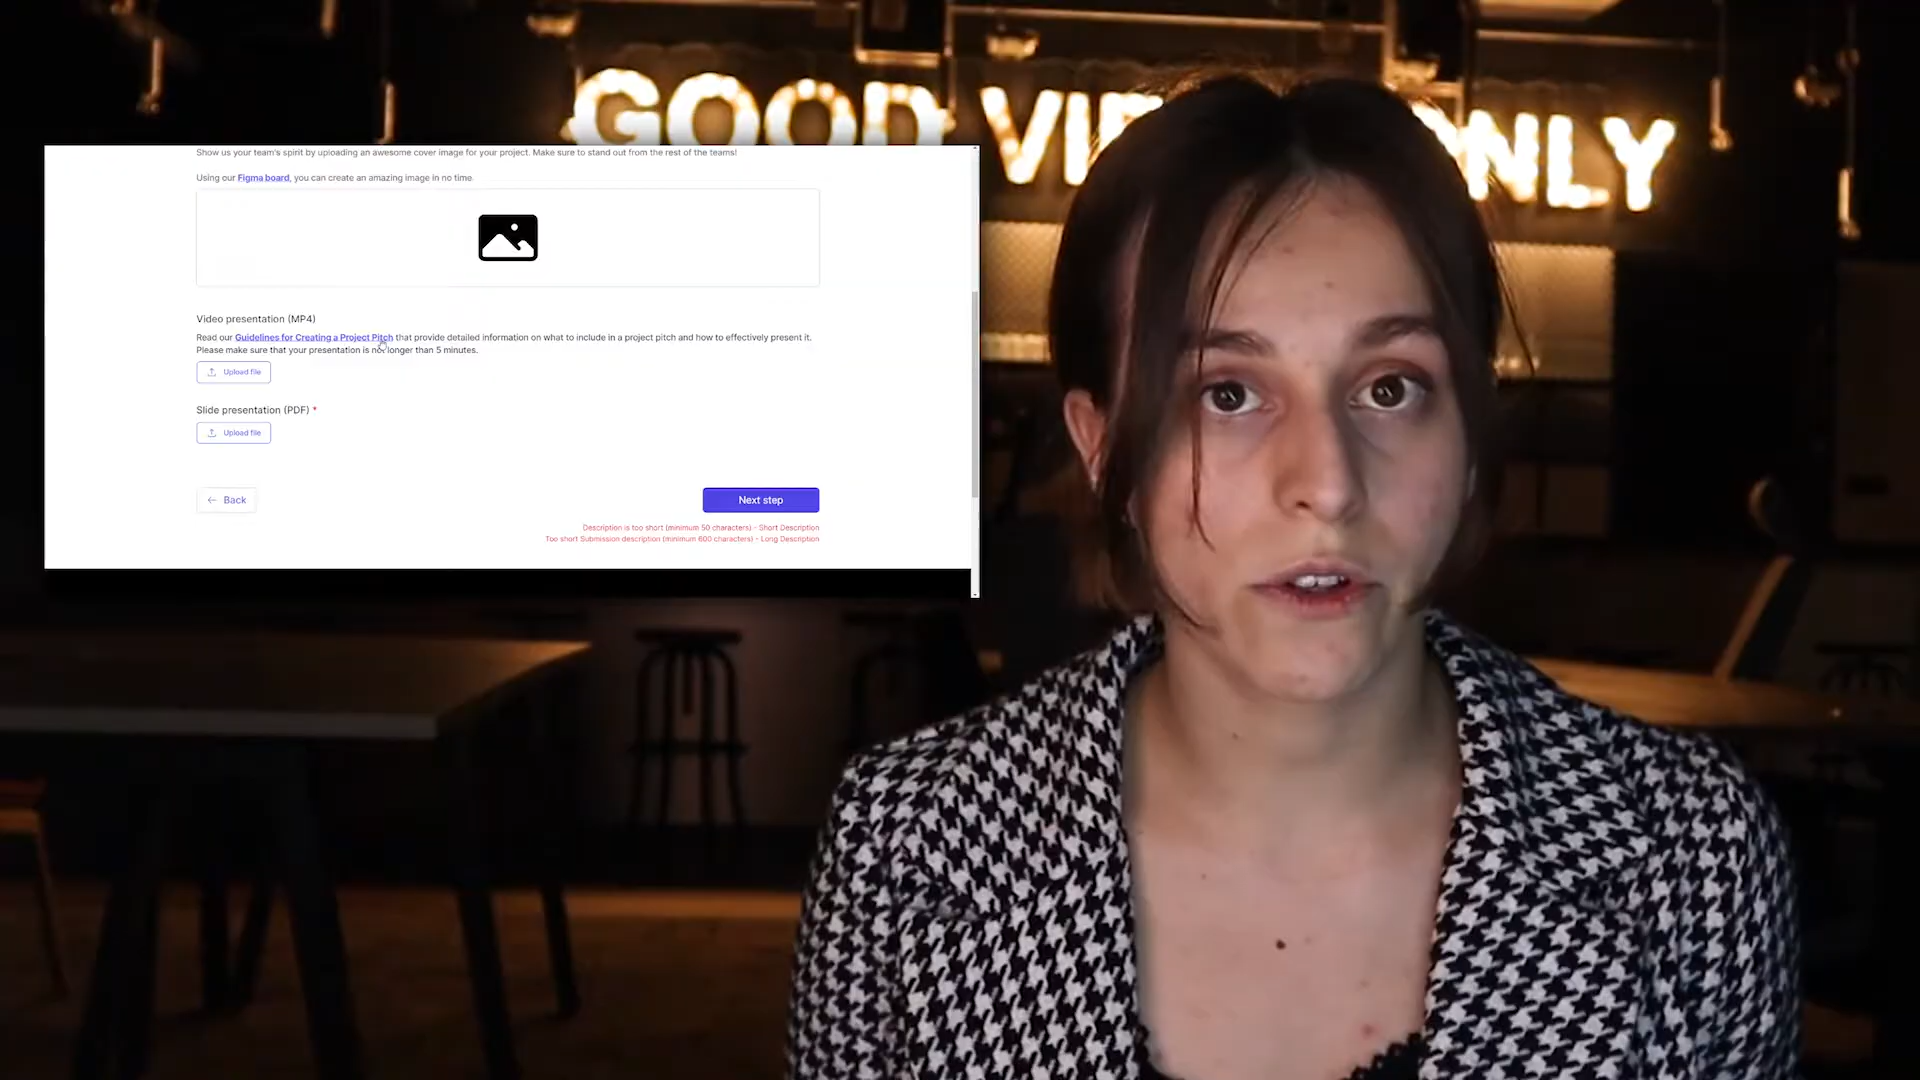 GOOD VI ONLY
Show us your team's spirit by uploading an awesome cover image for your project. Make sure to stand out from the rest of the teams!
Using our Figma board, you can create an amazing image in no time.
Video presentation (MP4)
Read our Guidelines for Creating a Project Pitch that provide detailed information on what to include in a project pitch and how to effectively present it.
Please make sure that your presentation is no longer than 5 minutes.
Upload file
Slide presentation (PDF) *
Upload file
← Back
Next step
Description is too short (minimum 50 characters) - Short Description
Too short Submission description (minimum 600 characters) - Long Description